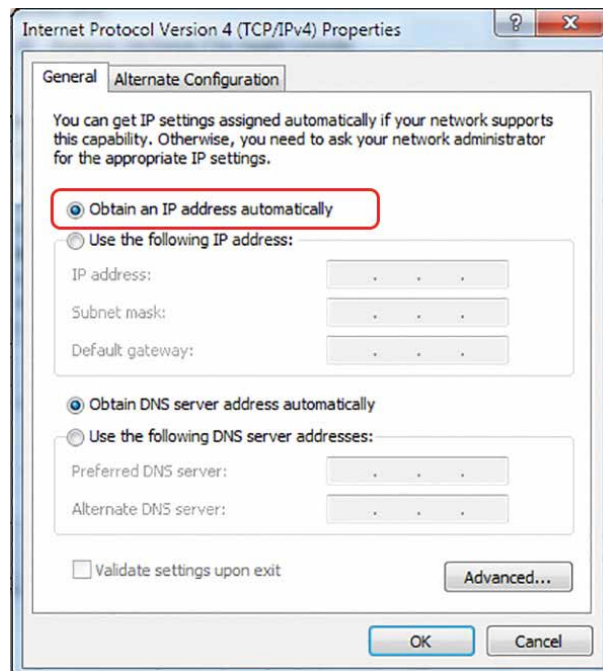 Internet Protocol Version 4 (TCP/IPv4) Properties
General
Alternate Configuration
You can get IP settings assigned automatically if your network supports
this capability. Otherwise, you need to ask your network administrator
for the appropriate IP settings.
Obtain an IP address automatically
Use the following IP address:
IP address:
Subnet mask:
Default gateway:
Obtain DNS server address automatically
Use the following DNS server addresses:
Preferred DNS server:
Alternate DNS server:
Validate settings upon exit
Advanced...
OK
Cancel